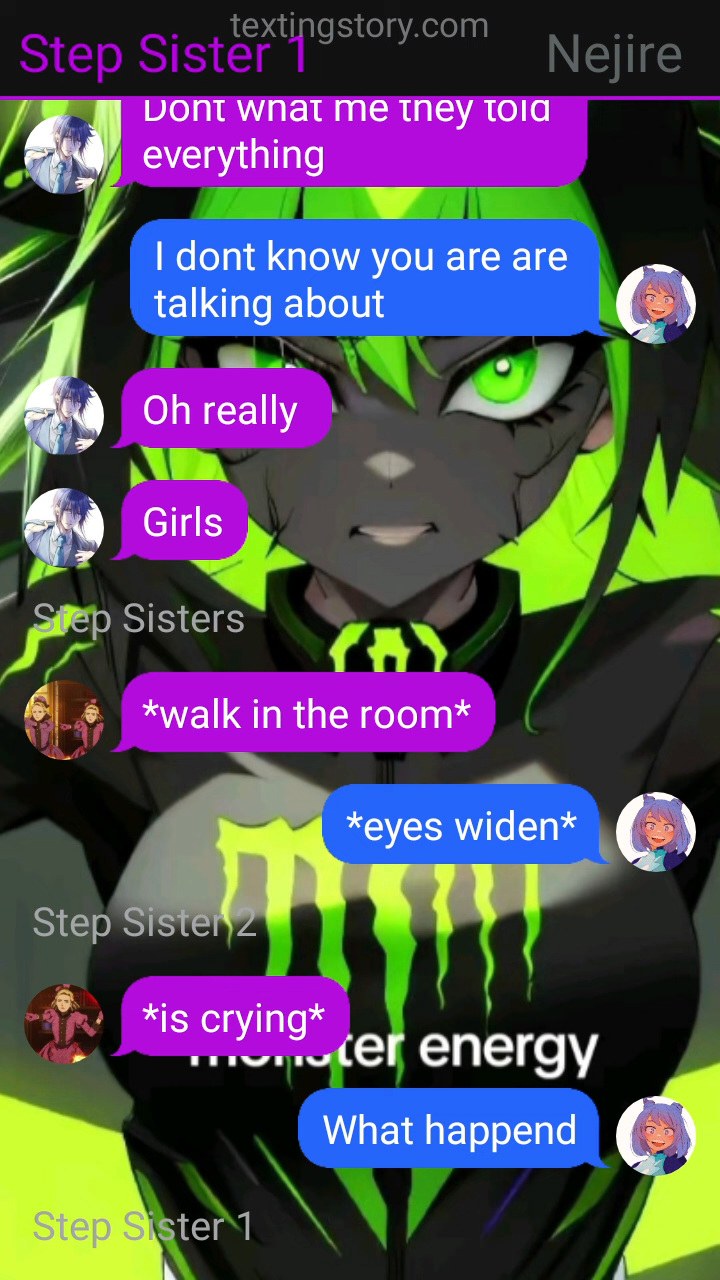 textingstory.com
Step Sister 1
Nejire
Dont what me they told
everything
I dont know you are are
talking about
Oh really
Girls
Step Sisters
*walk in the room*
*eyes widen*
Step Sister 2
*is crying*
monster energy
What happend
Step Sister 1